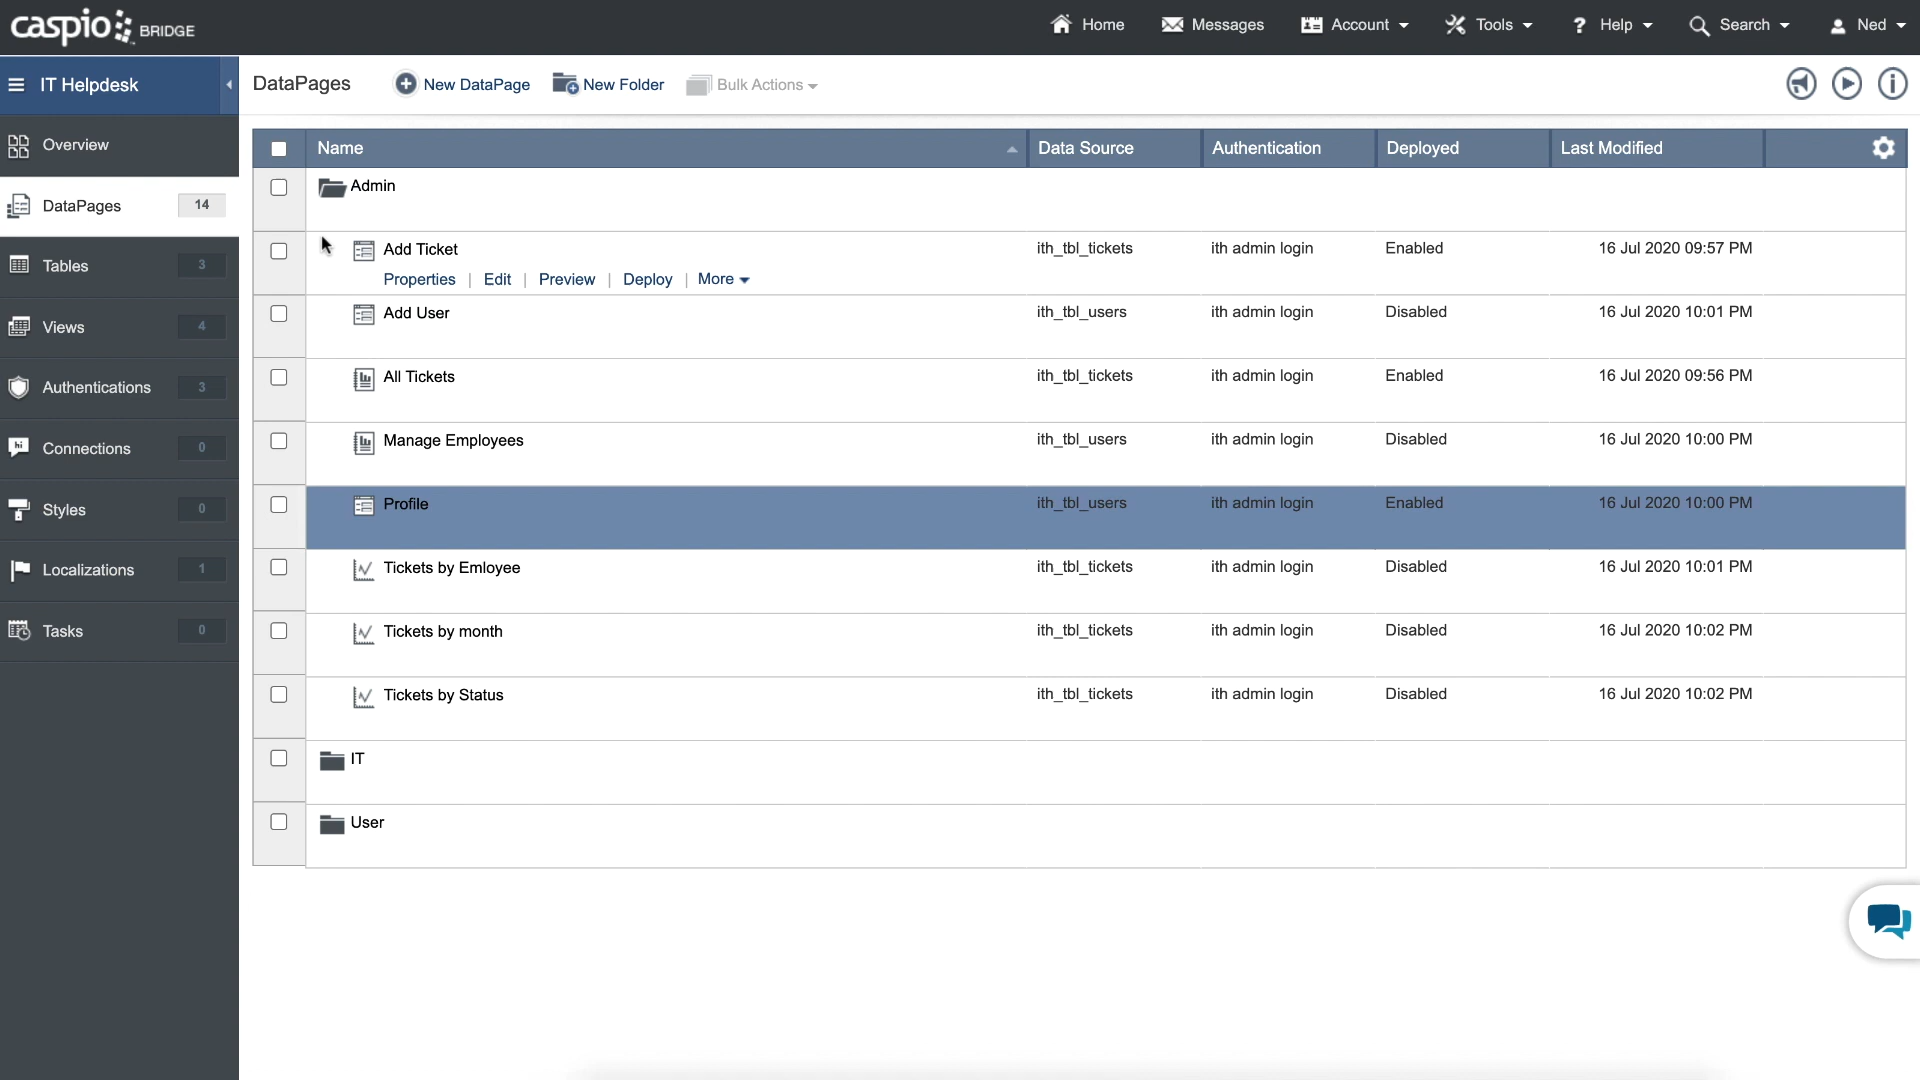 caspio BRIDGE
Home Messages Account Tools ? Help Search Ned
IT Helpdesk
DataPages New DataPage New Folder Bulk Actions
Overview
DataPages 14
Tables 3
Views 4
Authentications 3
hi Connections 0
Styles 0
Localizations 1
Tasks 0
Name Data Source Authentication Deployed Last Modified
Admin
Add Ticket ith_tbl_tickets ith admin login Enabled 16 Jul 2020 09:57 PM
Properties | Edit | Preview | Deploy | More
Add User ith_tbl_users ith admin login Disabled 16 Jul 2020 10:01 PM
All Tickets ith_tbl_tickets ith admin login Enabled 16 Jul 2020 09:56 PM
Manage Employees ith_tbl_users ith admin login Disabled 16 Jul 2020 10:00 PM
Profile ith_tbl_users ith admin login Enabled 16 Jul 2020 10:00 PM
Tickets by Emloyee ith_tbl_tickets ith admin login Disabled 16 Jul 2020 10:01 PM
Tickets by month ith_tbl_tickets ith admin login Disabled 16 Jul 2020 10:02 PM
Tickets by Status ith_tbl_tickets ith admin login Disabled 16 Jul 2020 10:02 PM
IT
User